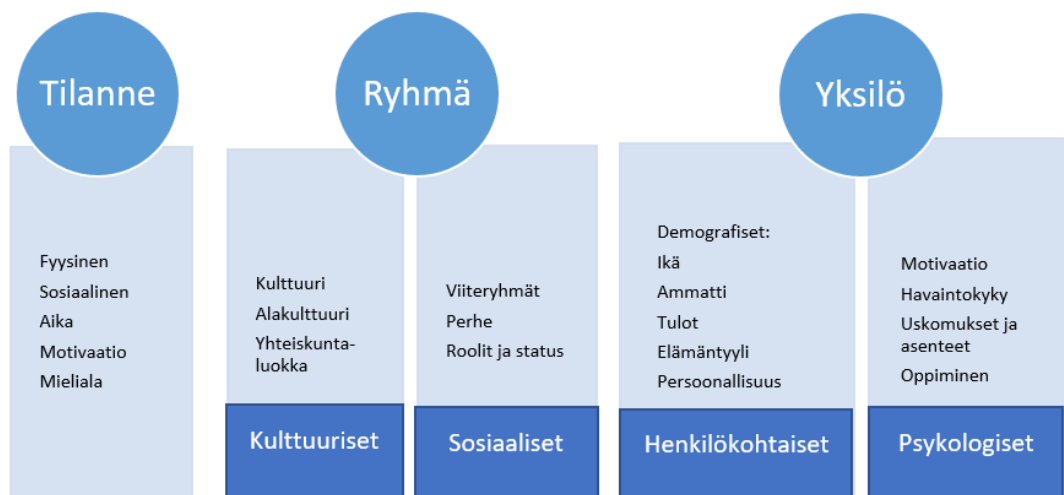 Tilanne
Fyysinen
Sosiaalinen
Aika
Motivaatio
Mieliala
Ryhmä
Kulttuuri
Alakulttuuri
Yhteiskunta-
luokka
Kulttuuriset
Viiteryhmät
Perhe
Roolit ja status
Sosiaaliset
Yksilö
Demografiset:
Ikä
Ammatti
Tulot
Elämäntyyli
Persoonallisuus
Henkilökohtaiset
Motivaatio
Havaintokyky
Uskomukset ja
asenteet
Oppiminen
Psykologiset